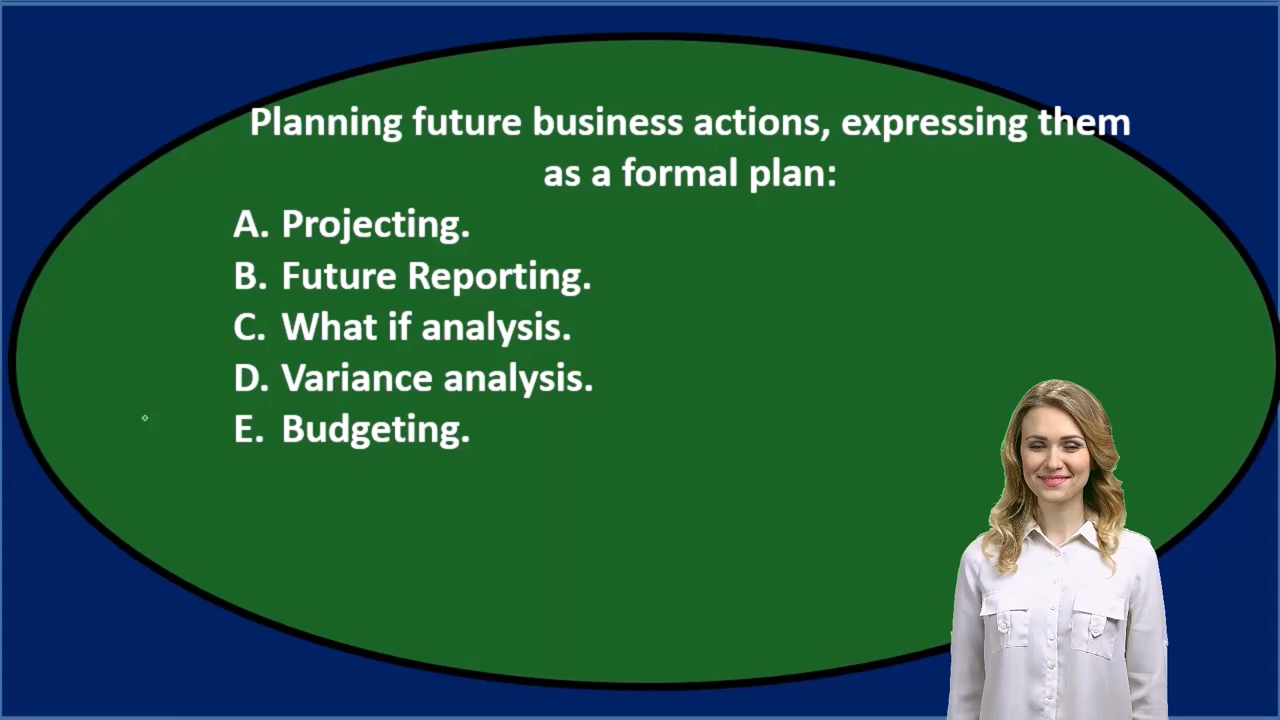 Planning future business actions, expressing them
as a formal plan:
A. Projecting.
B. Future Reporting.
C. What if analysis.
D. Variance analysis.
E. Budgeting.